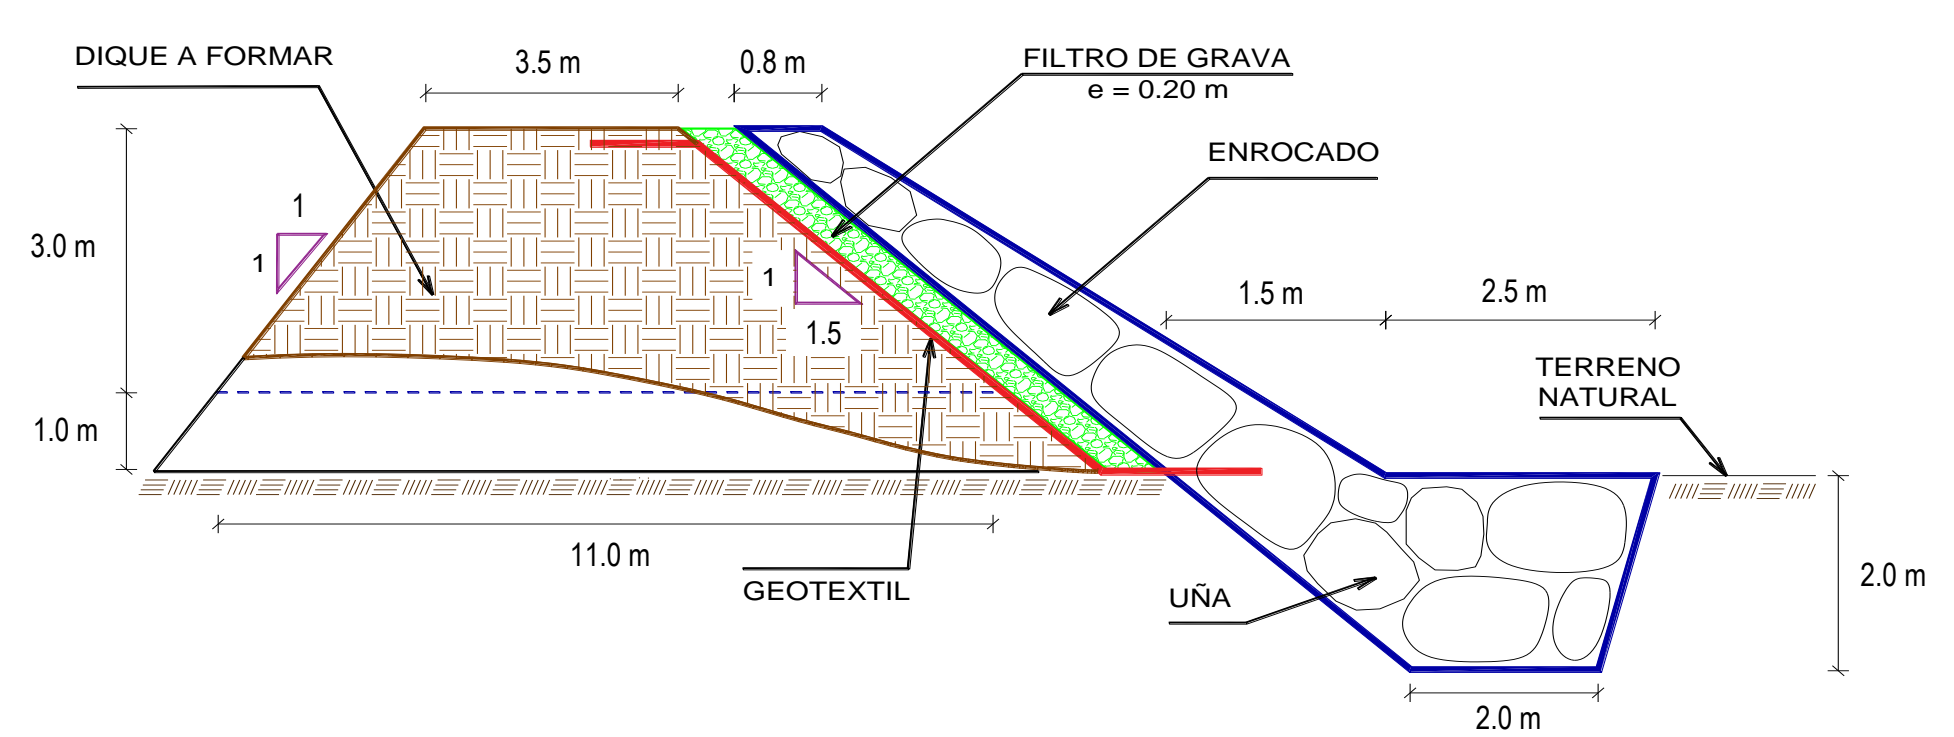 DIQUE A FORMAR
3.5 m
0.8 m
FILTRO DE GRAVA
e = 0.20 m
ENROCADO
1
1
3.0 m
1
1.5
1.5 m
2.5 m
TERRENO
NATURAL
1.0 m
11.0 m
GEOTEXTIL
UÑA
2.0 m
2.0 m